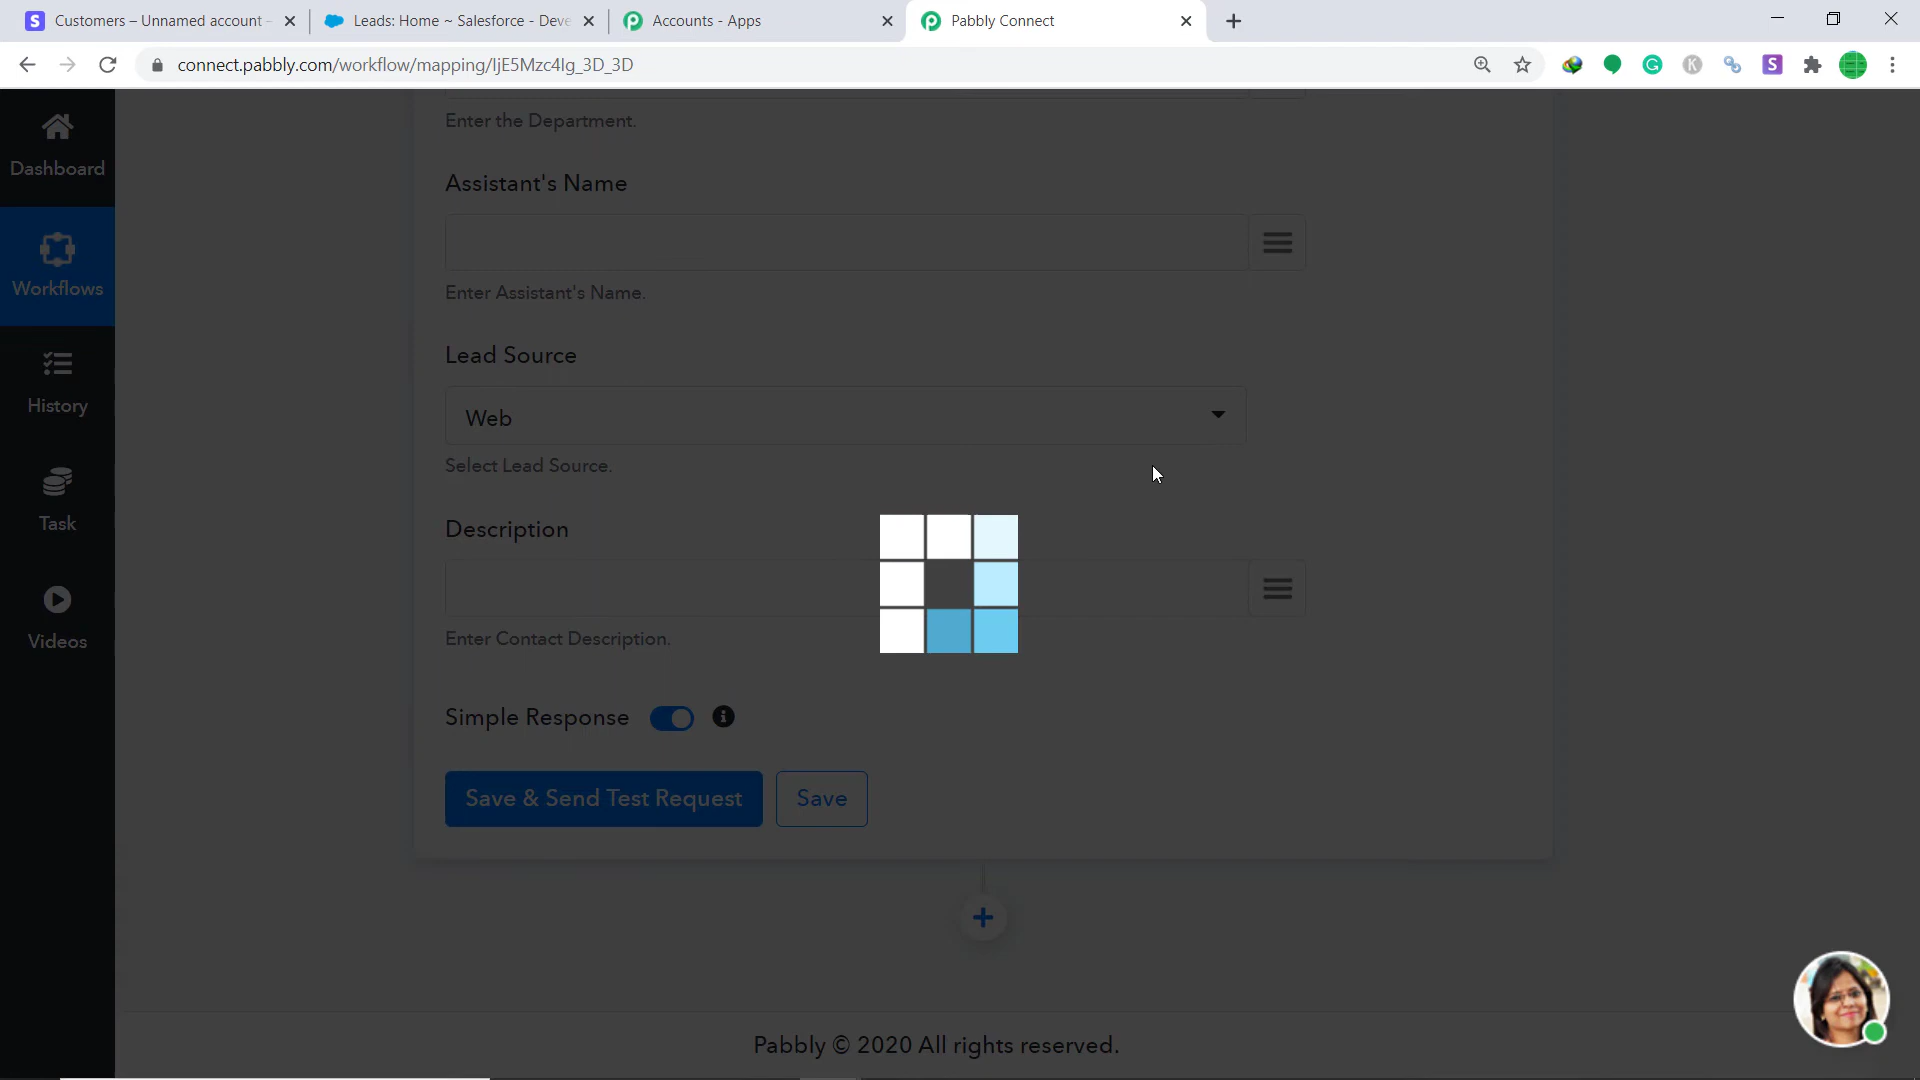 Customers – Unnamed account -
Leads: Home ~ Salesforce - Deve
Accounts - Apps
Pabbly Connect
connect.pabbly.com/workflow/mapping/IjE5Mzc4Ig_3D_3D
Dashboard
Workflows
History
Task
Videos
Enter the Department.
Assistant's Name
Enter Assistant's Name.
Lead Source
Web
Select Lead Source.
Description
Enter Contact Description.
Simple Response
Save & Send Test Request
Save
Pabbly © 2020 All rights reserved.